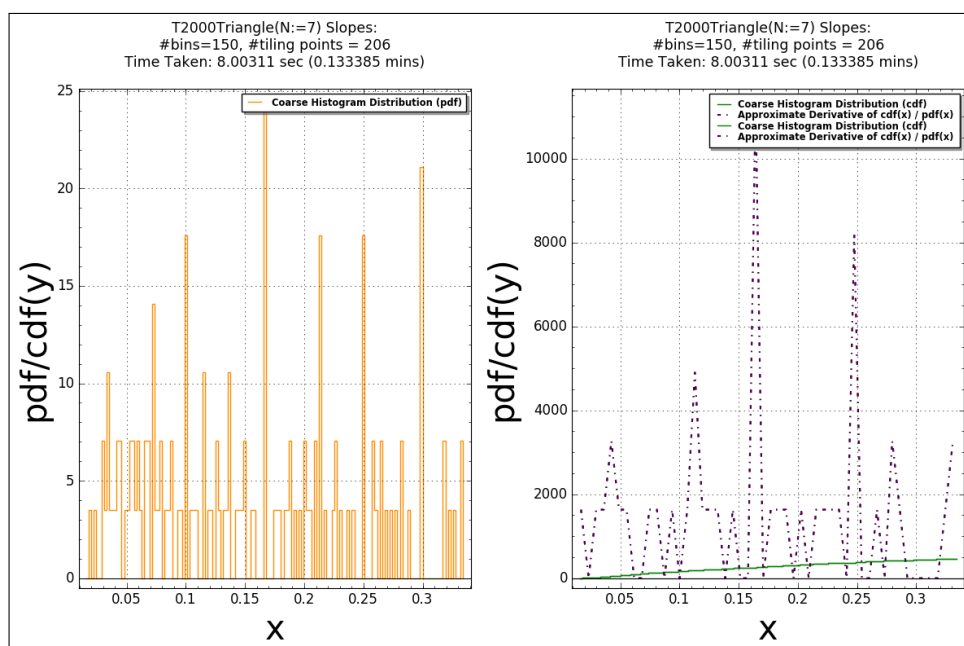 T2000Triangle(N:=7) Slopes:
#bins=150, #tiling points = 206
Time Taken: 8.00311 sec (0.133385 mins)
Coarse Histogram Distribution (pdf)
25
20
15
10
5
0
0.05 0.1 0.15 0.2 0.25 0.3
pdf/cdf(y)
x
T2000Triangle(N:=7) Slopes:
#bins=150, #tiling points = 206
Time Taken: 8.00311 sec (0.133385 mins)
Coarse Histogram Distribution (cdf)
Approximate Derivative of cdf(x) / pdf(x)
Coarse Histogram Distribution (cdf)
Approximate Derivative of cdf(x) / pdf(x)
10000
8000
6000
4000
2000
0
0.05 0.1 0.15 0.2 0.25 0.3
pdf/cdf(y)
x